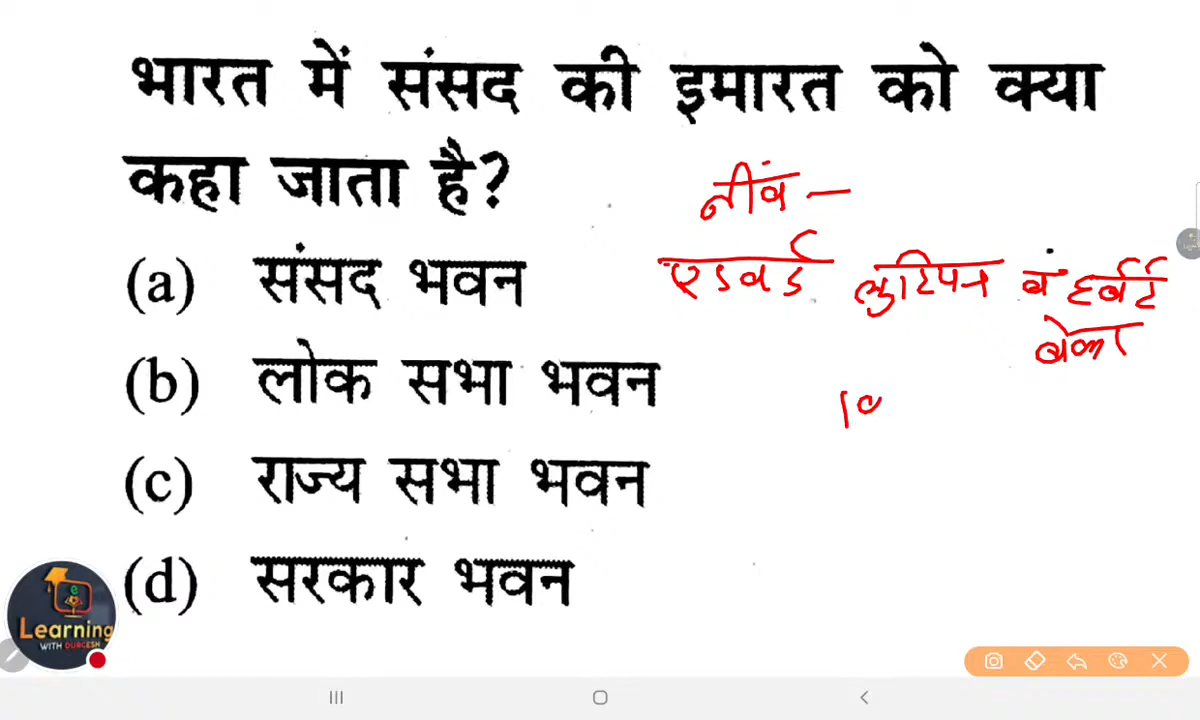 भारत में संसद की इमारत को क्या
कहा जाता है?
नींव —
(a) संसद भवन
एडवर्ड लुटियन व हर्बर्ट
बेकर
(b) लोक सभा भवन
(c) राज्य सभा भवन
(d) सरकार भवन
e
Learning
WITH DURGESH